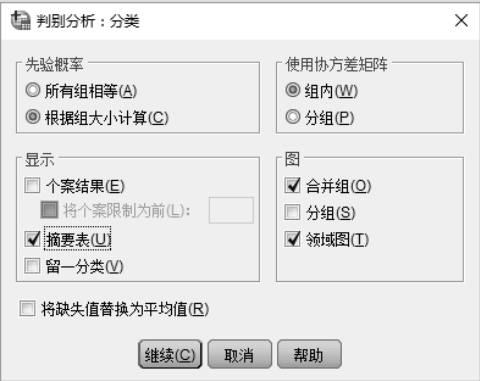 判别分析：分类
先验概率
所有组相等(A)
根据组大小计算(C)
使用协方差矩阵
组内(W)
分组(P)
显示
个案结果(E)
将个案限制为前(L):
摘要表(U)
留一分类(V)
图
合并组(O)
分组(S)
领域图(T)
将缺失值替换为平均值(R)
继续(C) 取消 帮助